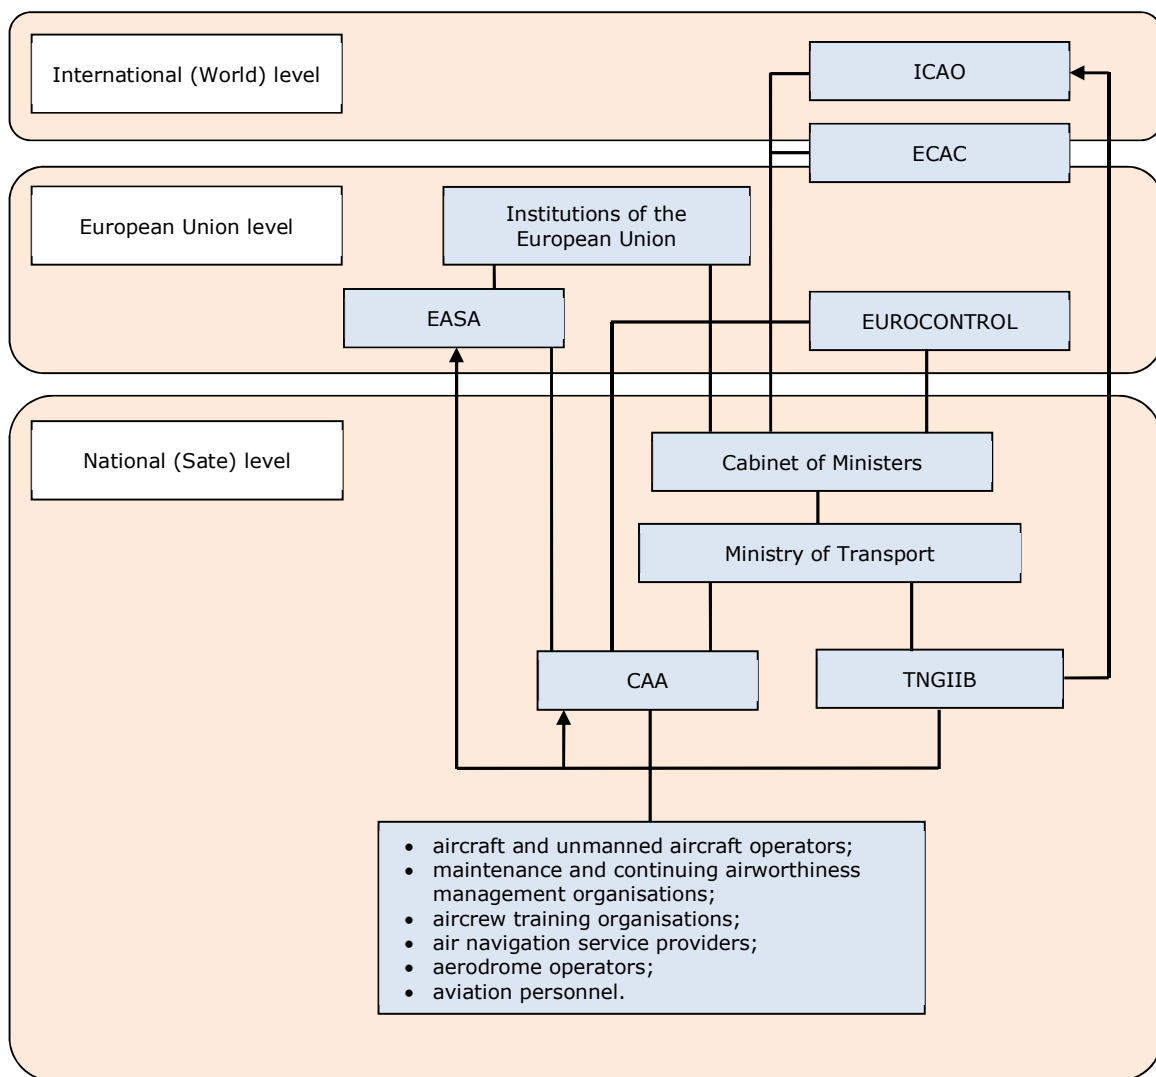 International (World) level
ICAO
ECAC
European Union level
Institutions of the
European Union
EASA
EUROCONTROL
National (Sate) level
Cabinet of Ministers
Ministry of Transport
CAA
TNGIIB
• aircraft and unmanned aircraft operators;
• maintenance and continuing airworthiness
management organisations;
• aircrew training organisations;
• air navigation service providers;
• aerodrome operators;
• aviation personnel.